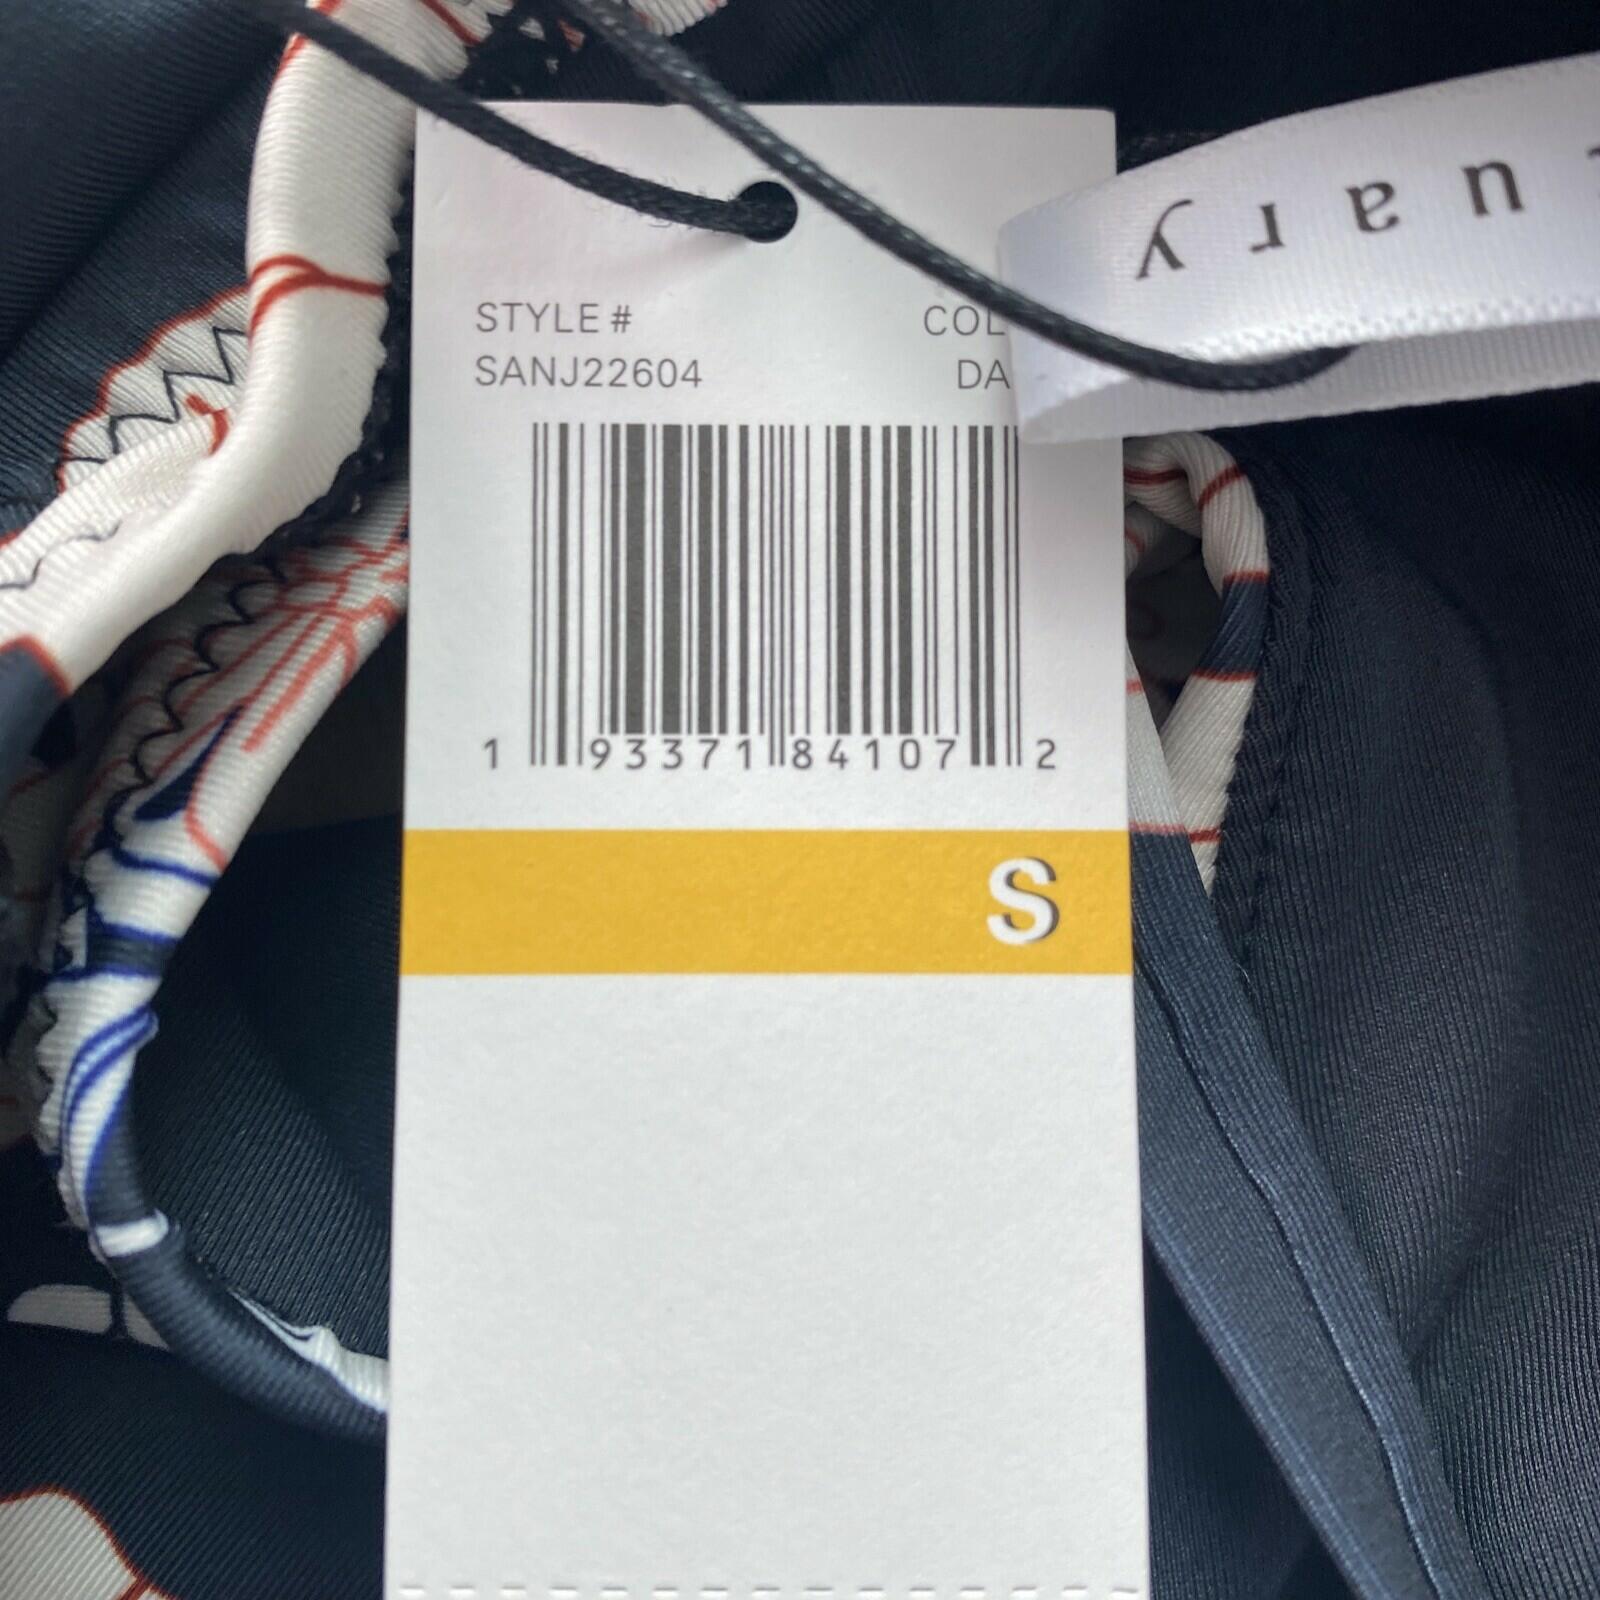 uary
STYLE # COL
SANJ22604 DA
1 93371 84107 2
S